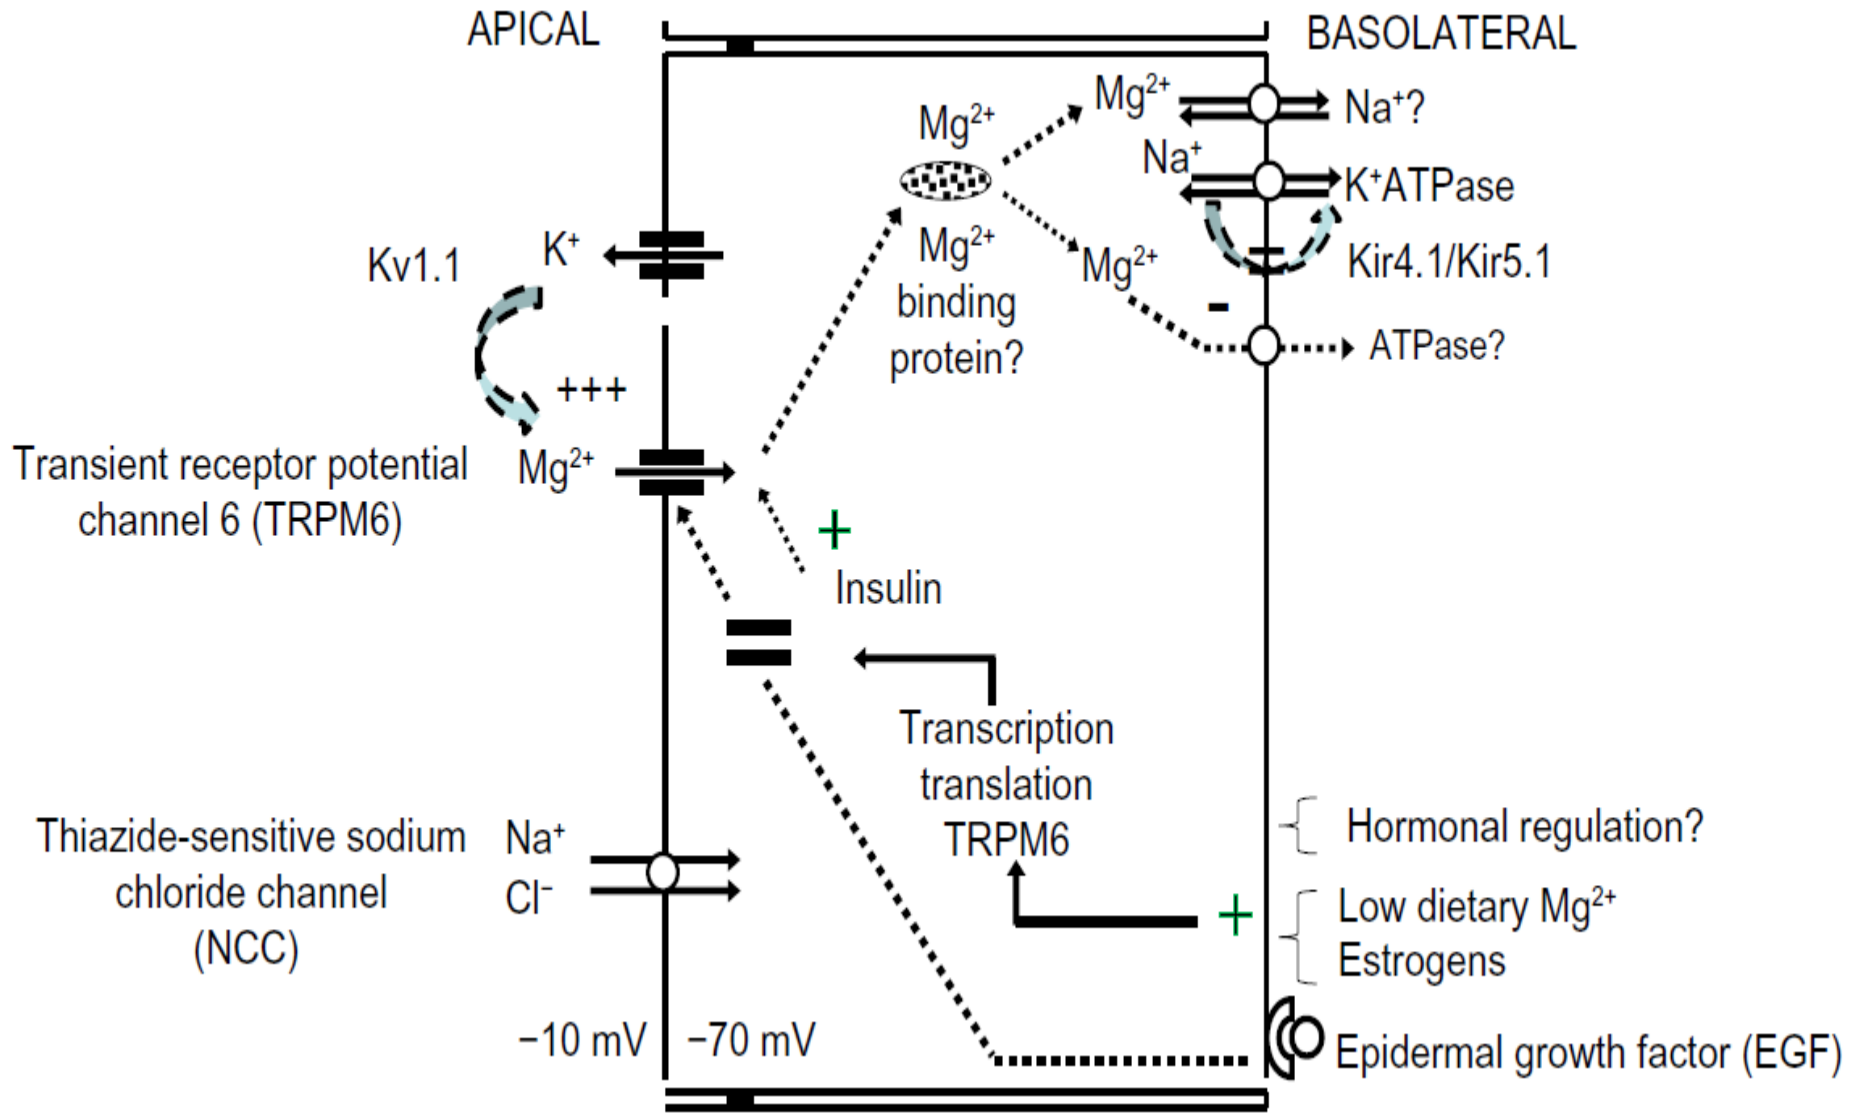 APICAL
BASOLATERAL
Mg²⁺
Na⁺?
Mg²⁺
Na⁺
K⁺ATPase
Kv1.1
K⁺
Mg²⁺
binding
protein?
Mg²⁺
Kir4.1/Kir5.1
-
ATPase?
+++
Transient receptor potential
channel 6 (TRPM6)
Mg²⁺
+
Insulin
Transcription
translation
TRPM6
Thiazide-sensitive sodium
chloride channel
(NCC)
Na⁺
Cl⁻
Hormonal regulation?
+
Low dietary Mg²⁺
Estrogens
−10 mV
−70 mV
Epidermal growth factor (EGF)